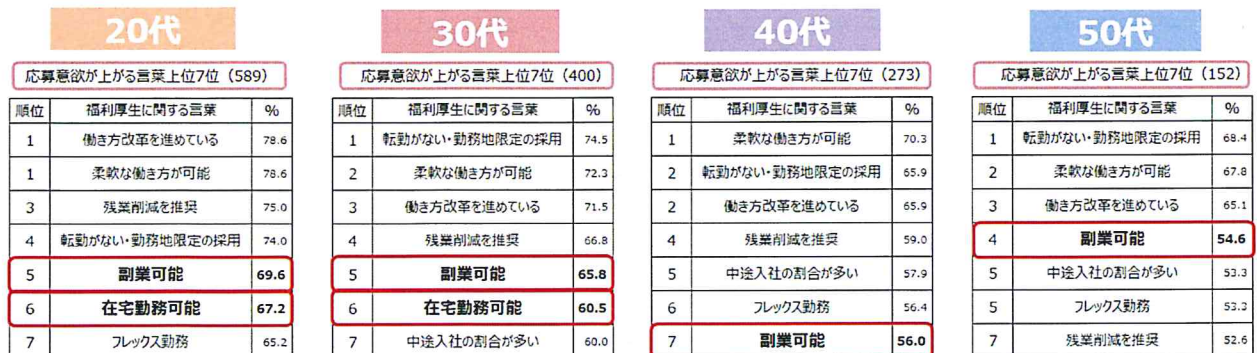 20代
応募意欲が上がる言葉上位7位（589）
順位 福利厚生に関する言葉 %
1 働き方改革を進めている 78.6
1 柔軟な働き方が可能 78.6
3 残業削減を推奨 75.0
4 転勤がない・勤務地限定の採用 74.0
5 副業可能 69.6
6 在宅勤務可能 67.2
7 フレックス勤務 65.2
30代
応募意欲が上がる言葉上位7位（400）
順位 福利厚生に関する言葉 %
1 転勤がない・勤務地限定の採用 74.5
2 柔軟な働き方が可能 72.3
3 働き方改革を進めている 71.5
4 残業削減を推奨 66.8
5 副業可能 65.8
6 在宅勤務可能 60.5
7 中途入社の割合が多い 60.0
40代
応募意欲が上がる言葉上位7位（273）
順位 福利厚生に関する言葉 %
1 柔軟な働き方が可能 70.3
2 転勤がない・勤務地限定の採用 65.9
2 働き方改革を進めている 65.9
4 残業削減を推奨 59.0
5 中途入社の割合が多い 57.9
6 フレックス勤務 56.4
7 副業可能 56.0
50代
応募意欲が上がる言葉上位7位（152）
順位 福利厚生に関する言葉 %
1 転勤がない・勤務地限定の採用 68.4
2 柔軟な働き方が可能 67.8
3 働き方改革を進めている 65.1
4 副業可能 54.6
5 中途入社の割合が多い 53.3
5 フレックス勤務 53.3
7 残業削減を推奨 52.6